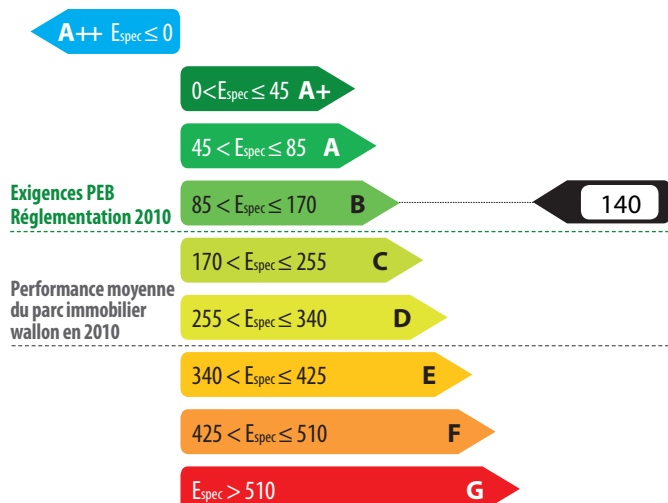 A++ Espec ≤ 0
0<Espec ≤ 45 A+
45 < Espec ≤ 85 A
Exigences PEB
Réglementation 2010
85 < Espec ≤ 170 B
140
170 < Espec ≤ 255 C
Performance moyenne
du parc immobilier
wallon en 2010
255 < Espec ≤ 340 D
340 < Espec ≤ 425 E
425 < Espec ≤ 510 F
Espec > 510 G